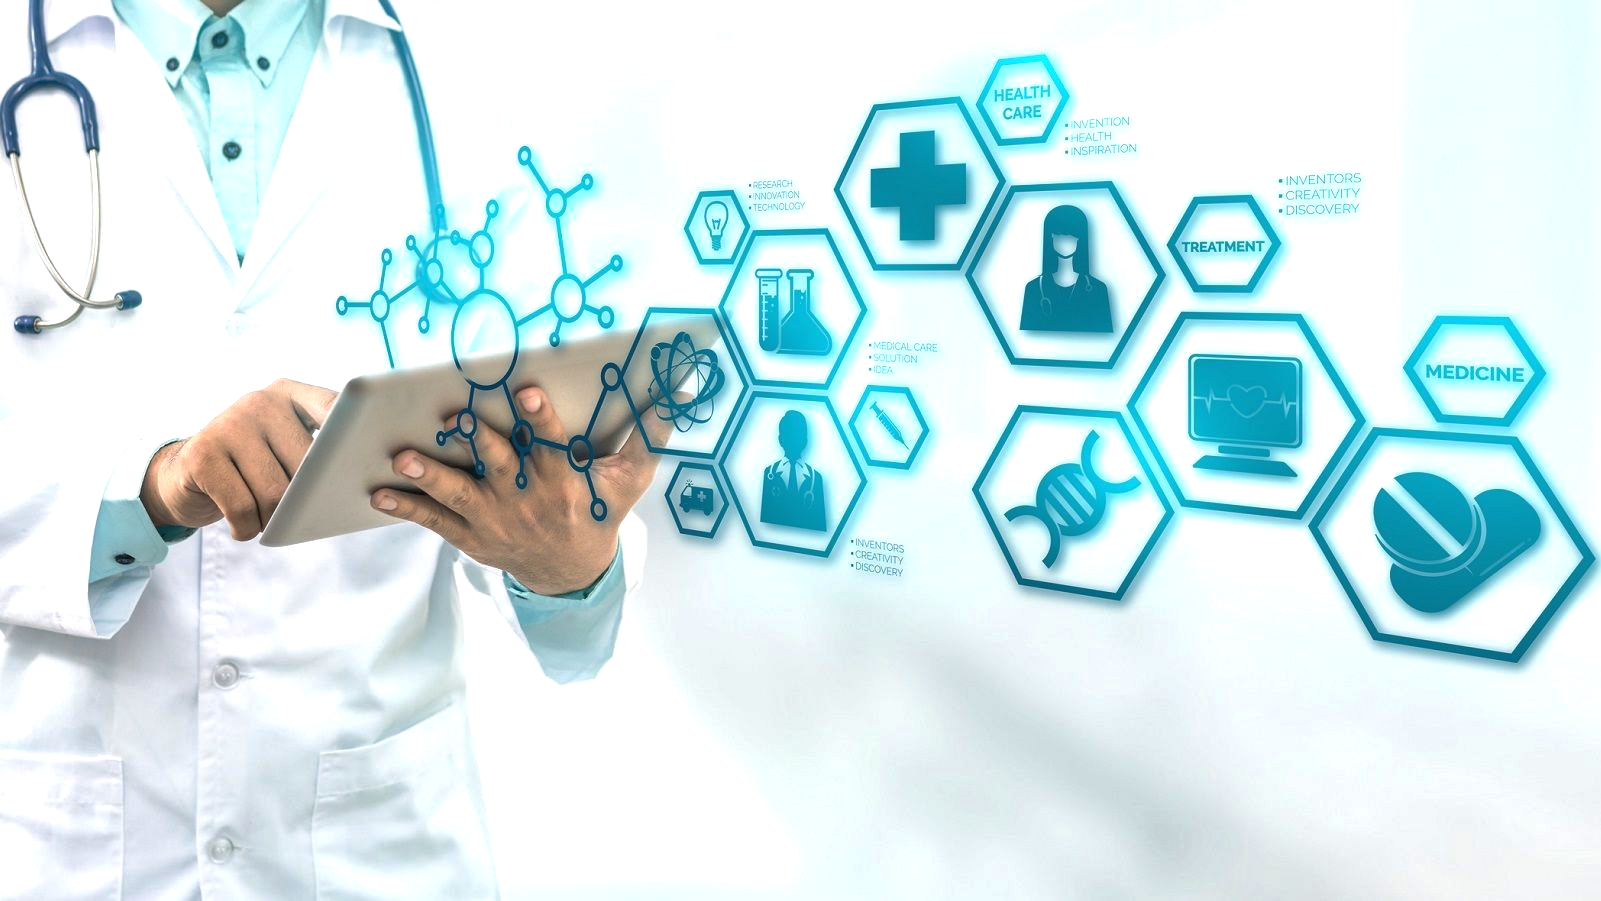 HEALTH
CARE
▪ INVENTION
▪ HEALTH
▪ INSPIRATION
▪ RESEARCH
▪ INNOVATION
▪ TECHNOLOGY
▪ INVENTORS
▪ CREATIVITY
▪ DISCOVERY
TREATMENT
▪ MEDICAL CARE
▪ SOLUTION
▪ IDEA
MEDICINE
▪ INVENTORS
▪ CREATIVITY
▪ DISCOVERY